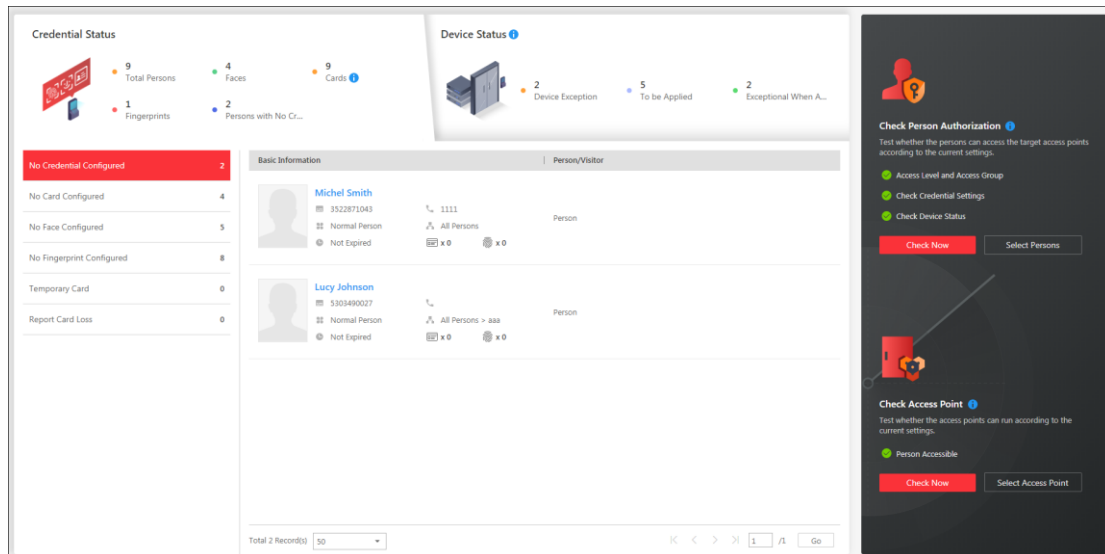 Credential Status
9
Total Persons
4
Faces
9
Cards
1
Fingerprints
2
Persons with No Cr...
Device Status
2
Device Exception
5
To be Applied
2
Exceptional When A...
No Credential Configured 2
No Card Configured 4
No Face Configured 5
No Fingerprint Configured 8
Temporary Card 0
Report Card Loss 0
Basic Information Person/Visitor
Michel Smith
3522871043 1111
Normal Person All Persons
Person
Not Expired x 0 x 0
Lucy Johnson
5303490027
Normal Person All Persons > aaa
Person
Not Expired x 0 x 0
Total 2 Record(s) 50 1 /1 Go
Check Person Authorization
Test whether the persons can access the target access points
according to the current settings.
Access Level and Access Group
Check Credential Settings
Check Device Status
Check Now Select Persons
Check Access Point
Test whether the access points can run according to the
current settings.
Person Accessible
Check Now Select Access Point